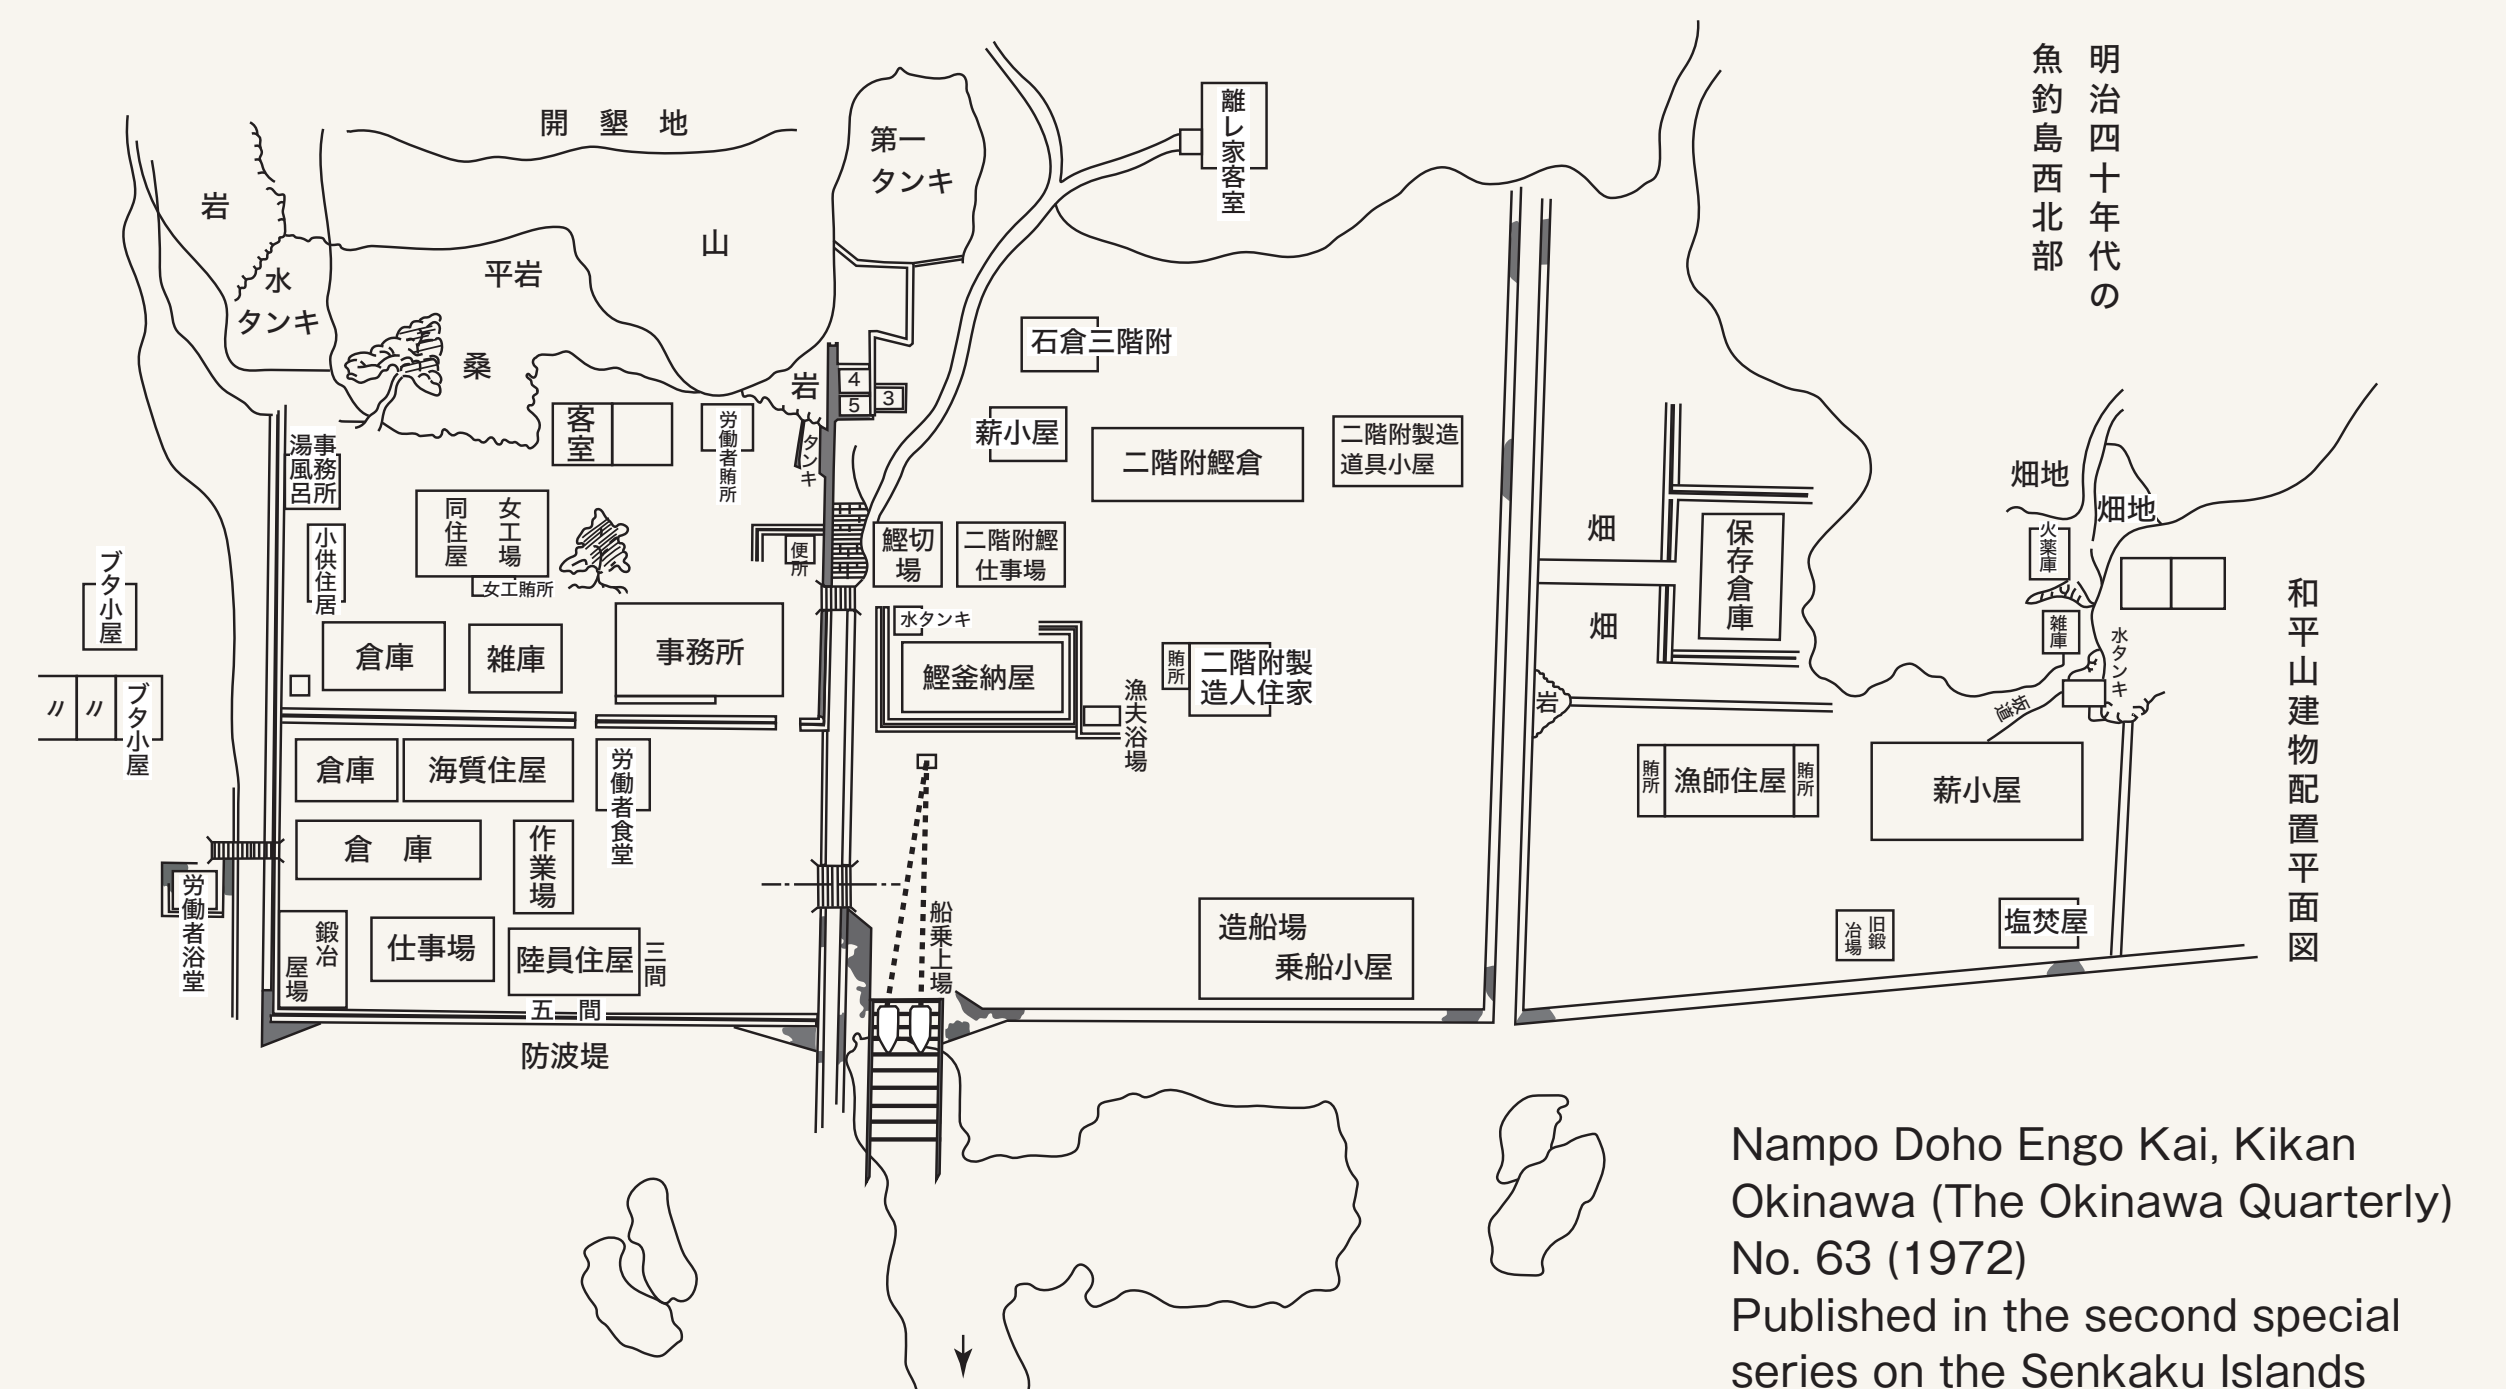 明治四十年代の
魚釣島西北部
和平山建物配置平面図
開墾地
第一
タンキ
離レ家客室
岩
山
水
タンキ
平岩
桑
岩
4
5
3
石倉三階附
薪小屋
二階附鰹倉
二階附製造
道具小屋
客室
労働者賄所
タンキ
事務所
湯風呂
女工場
同住屋
女工賄所
小供住居
便所
鰹切
場
二階附鰹
仕事場
畑
畑
保存倉庫
畑地
畑地
火薬庫
雑庫
水タンキ
坂道
ブタ小屋
ブタ小屋
〃
〃
倉庫
雑庫
事務所
水タンキ
鰹釜納屋
漁夫浴場
賄所
二階附製
造人住家
岩
倉庫
海質住屋
労働者食堂
賄所
漁師住屋
賄所
薪小屋
倉庫
作業場
労働者浴堂
鍛冶
屋場
仕事場
陸員住屋
三間
五間
船乗上場
造船場
乗船小屋
旧鍛
冶場
塩焚屋
防波堤
Nampo Doho Engo Kai, Kikan
Okinawa (The Okinawa Quarterly)
No. 63 (1972)
Published in the second special
series on the Senkaku Islands